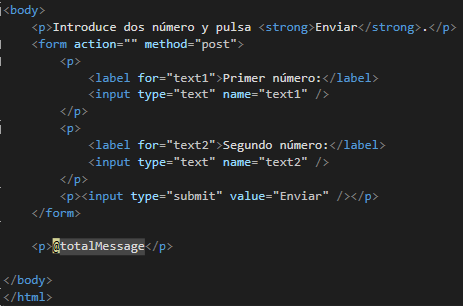 <body>
<p>Introduce dos número y pulsa <strong>Enviar</strong>.</p>
<form action="" method="post">
<p>
<label for="text1">Primer número:</label>
<input type="text" name="text1" />
</p>
<p>
<label for="text2">Segundo número:</label>
<input type="text" name="text2" />
</p>
<p><input type="submit" value="Enviar" /></p>
</form>
<p>@totalMessage</p>
</body>
</html>